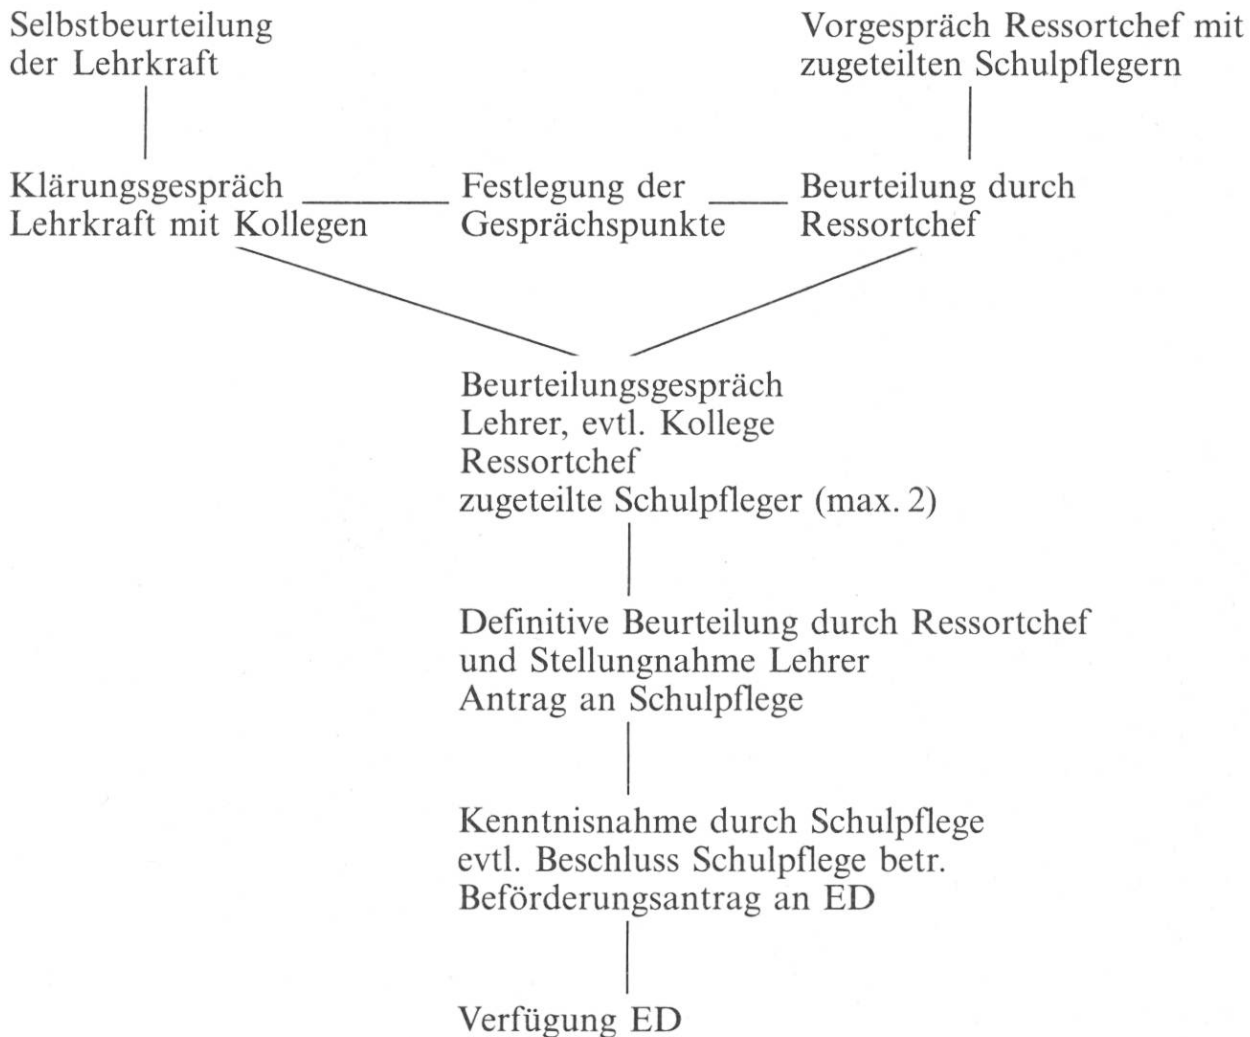 Selbstbeurteilung
der Lehrkraft
Vorgespräch Ressortchef mit
zugeteilten Schulpflegern
Klärungsgespräch
Lehrkraft mit Kollegen
Festlegung der
Gesprächspunkte
Beurteilung durch
Ressortchef
Beurteilungsgespräch
Lehrer, evtl. Kollege
Ressortchef
zugeteilte Schulpfleger (max. 2)
Definitive Beurteilung durch Ressortchef
und Stellungnahme Lehrer
Antrag an Schulpflege
Kenntnisnahme durch Schulpflege
evtl. Beschluss Schulpflege betr.
Beförderungsantrag an ED
Verfügung ED